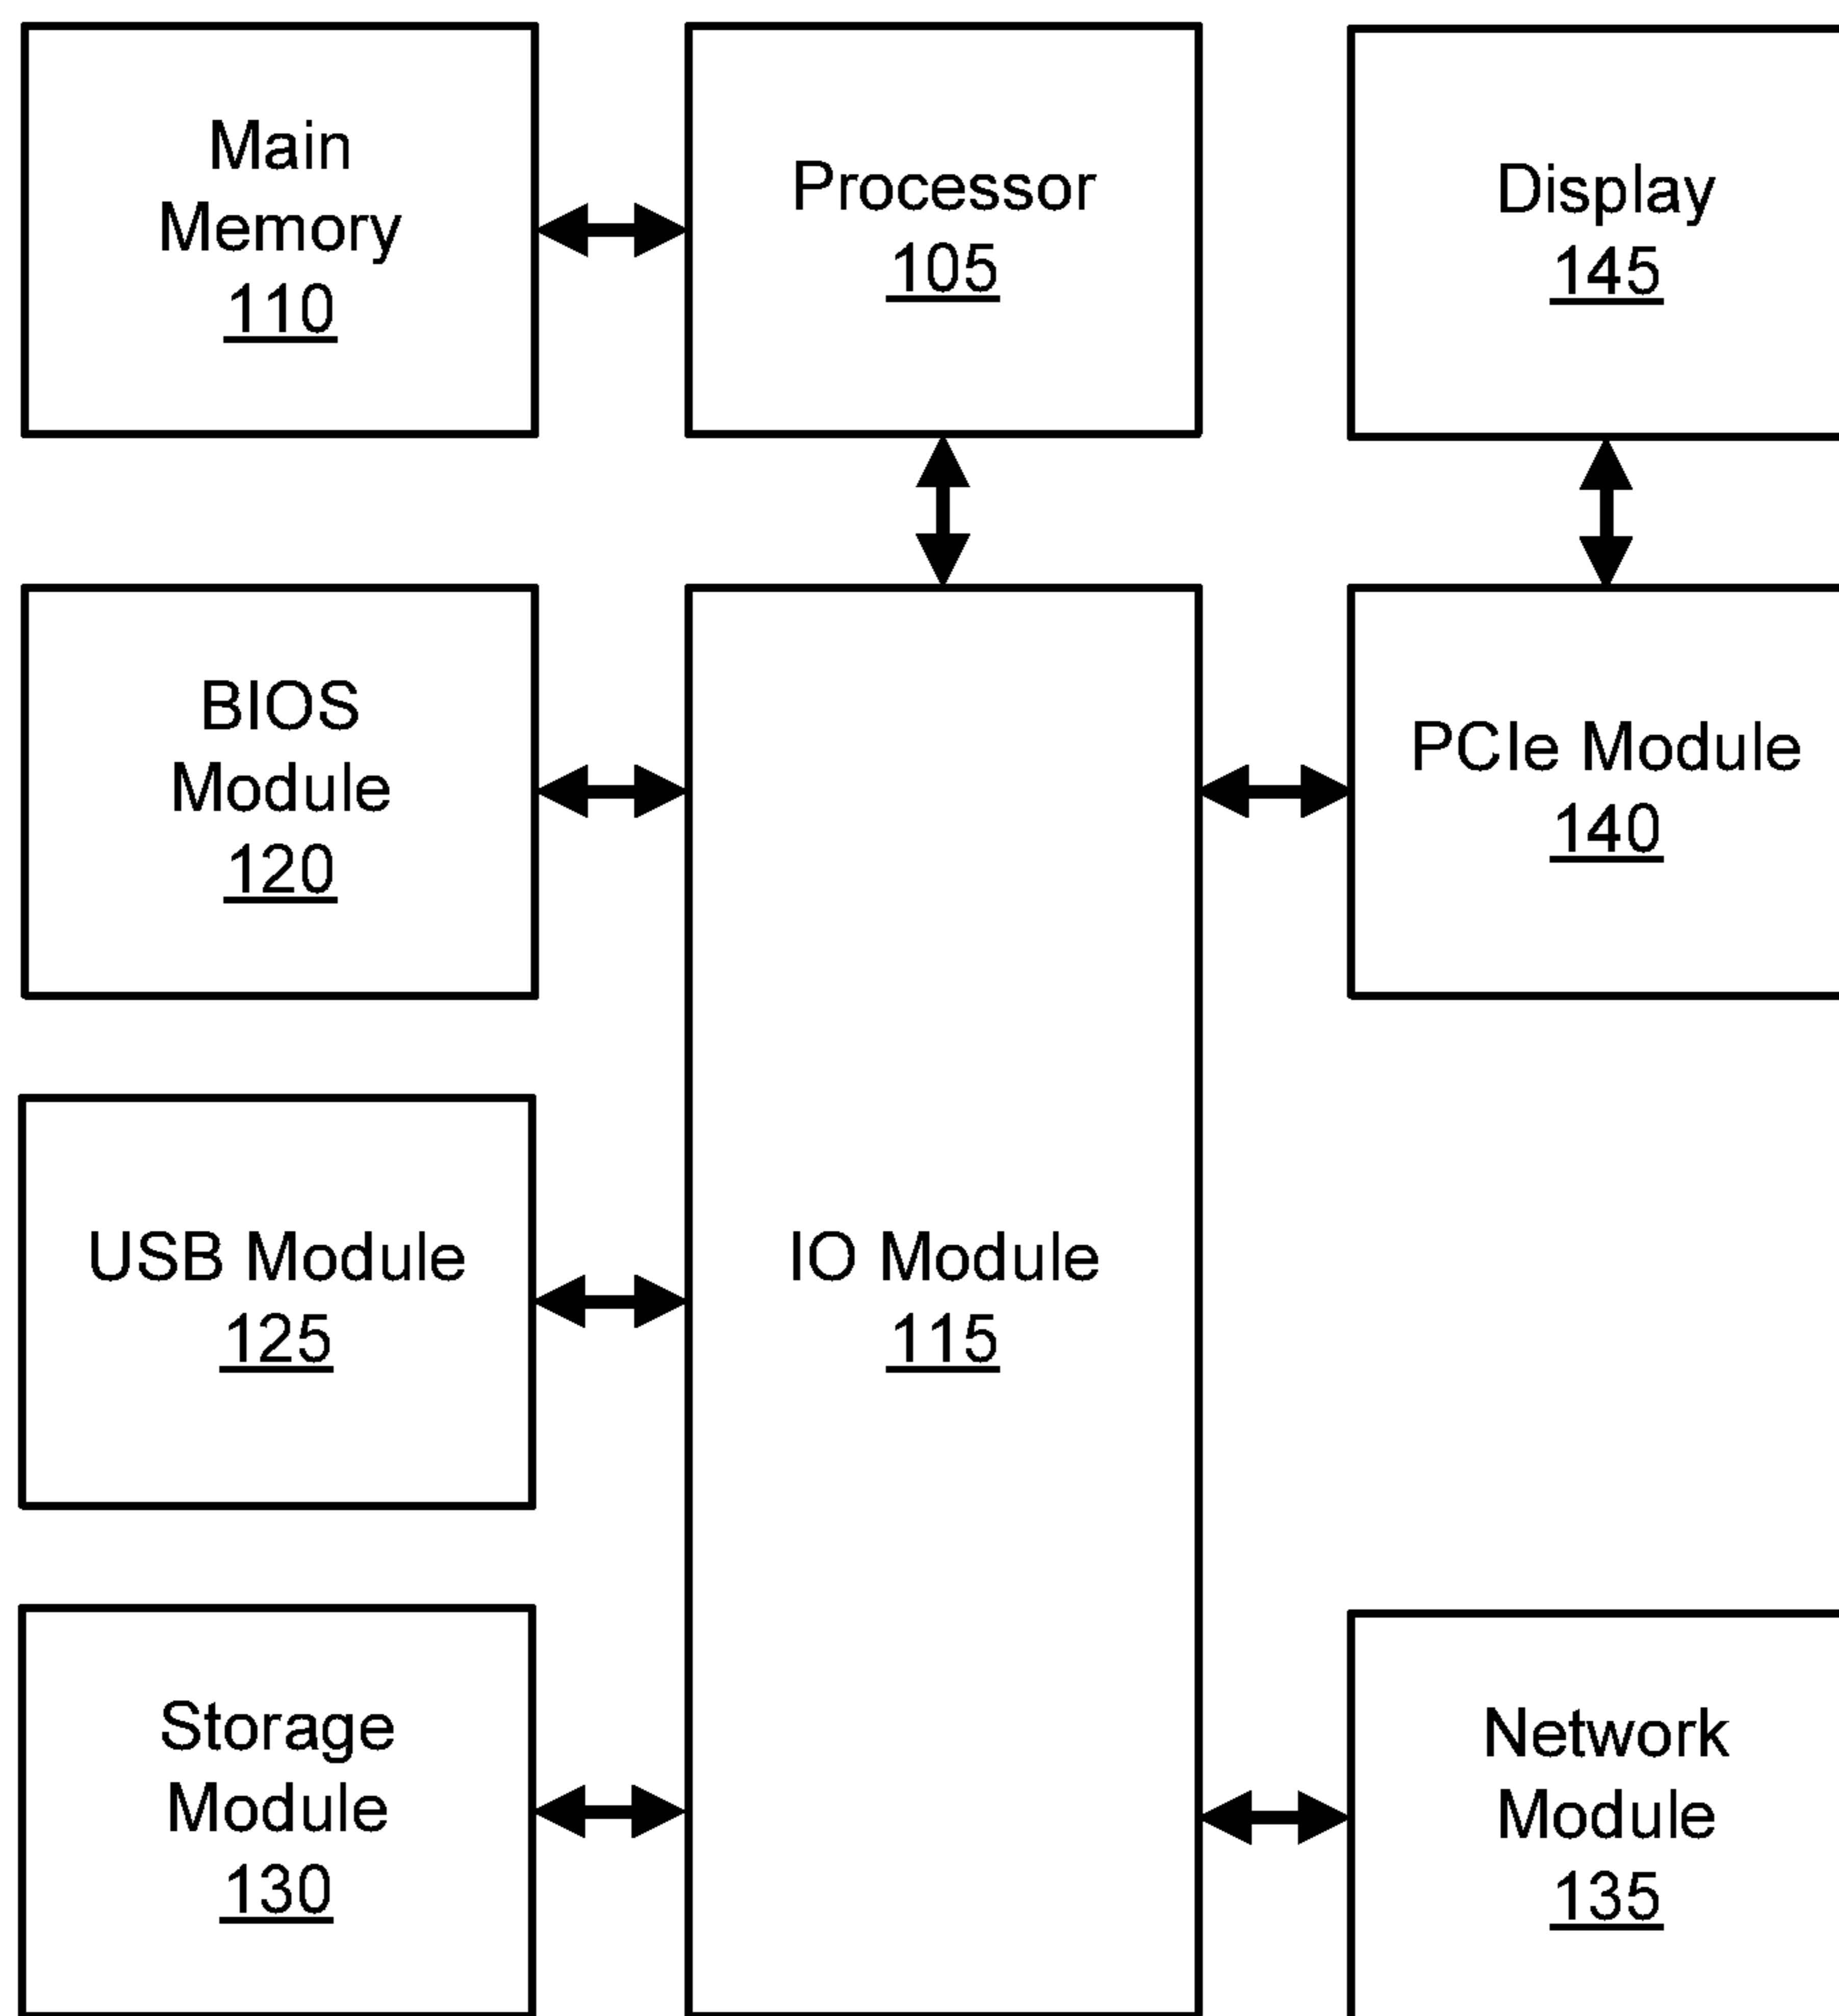 Main
Memory
110
Processor
105
Display
145
BIOS
Module
120
PCIe Module
140
USB Module
125
IO Module
115
Storage
Module
130
Network
Module
135